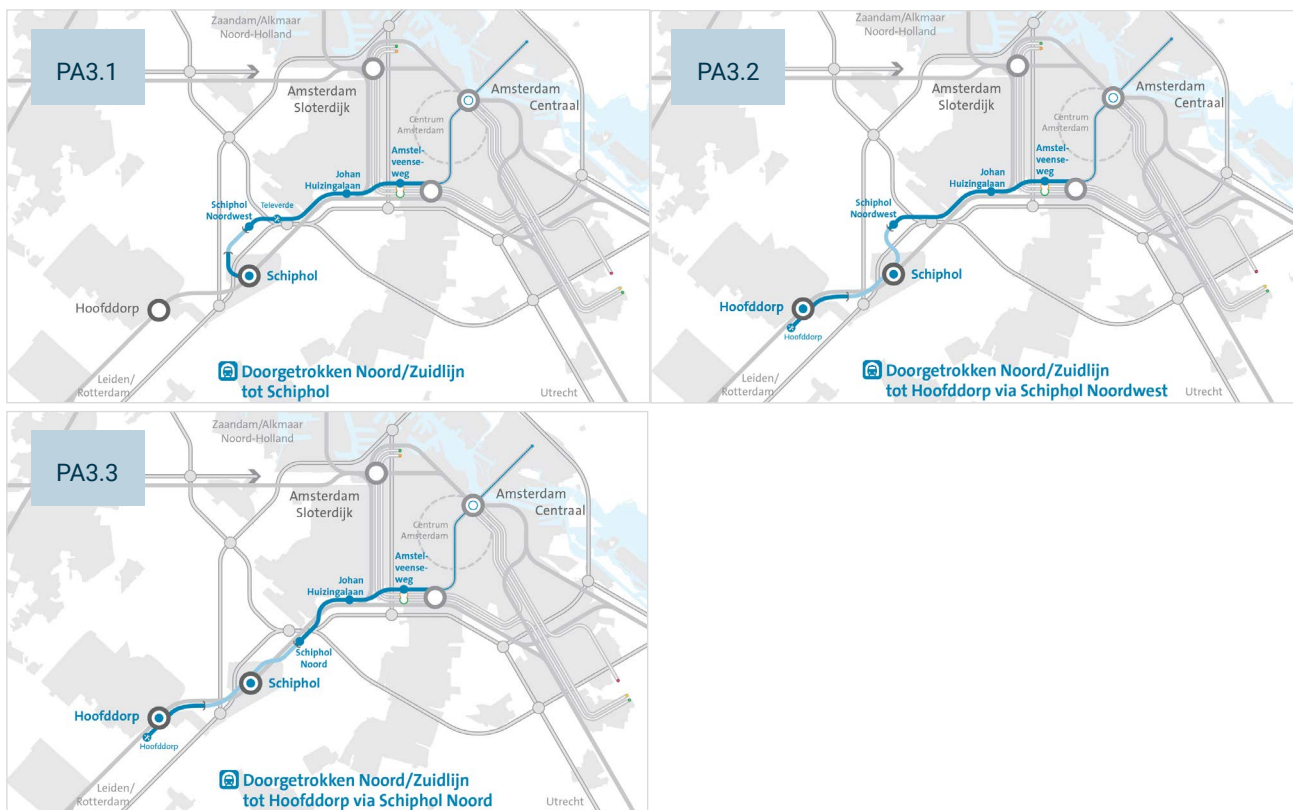 PA3.1
Zaandam/Alkmaar
Noord-Holland
Amsterdam
Sloterdijk
Amsterdam
Centraal
Centrum
Amsterdam
Amstel-
veense-
weg
Johan
Huizingalaan
Schiphol
Noordwest
Televerde
Schiphol
Hoofddorp
Leiden/
Rotterdam
Doorgetrokken Noord/Zuidlijn
tot Schiphol
Utrecht
PA3.2
Zaandam/Alkmaar
Noord-Holland
Amsterdam
Sloterdijk
Amsterdam
Centraal
Centrum
Amsterdam
Amstel-
veense-
weg
Johan
Huizingalaan
Schiphol
Noordwest
Schiphol
Hoofddorp
Hoofddorp
Leiden/
Rotterdam
Doorgetrokken Noord/Zuidlijn
tot Hoofddorp via Schiphol Noordwest
Utrecht
PA3.3
Zaandam/Alkmaar
Noord-Holland
Amsterdam
Sloterdijk
Amsterdam
Centraal
Centrum
Amsterdam
Amstel-
veense-
weg
Johan
Huizingalaan
Schiphol
Noord
Schiphol
Hoofddorp
Hoofddorp
Leiden/
Rotterdam
Doorgetrokken Noord/Zuidlijn
tot Hoofddorp via Schiphol Noord
Utrecht